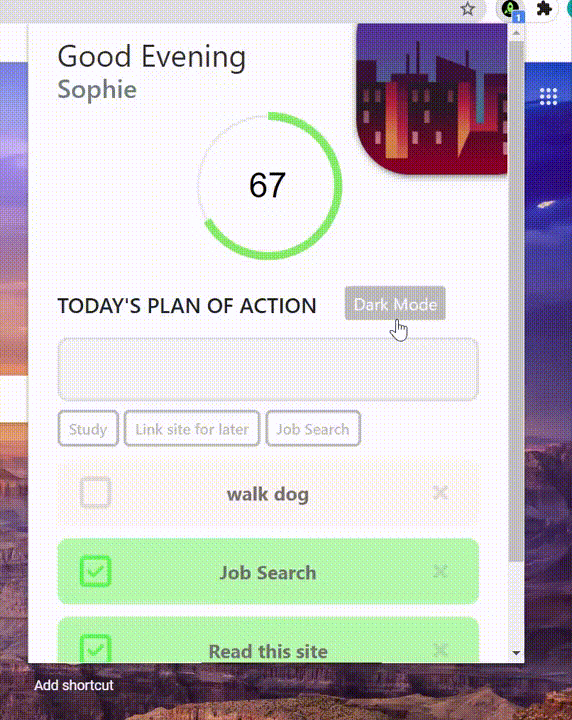 1
Good Evening
Sophie
67
TODAY'S PLAN OF ACTION Dark Mode
Study Link site for later Job Search
walk dog
Job Search
Read this site
Add shortcut